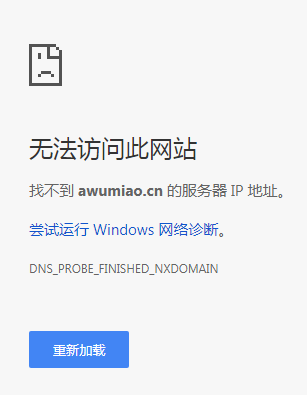 无法访问此网站
找不到 awumiao.cn 的服务器 IP 地址。
尝试运行 Windows 网络诊断。
DNS_PROBE_FINISHED_NXDOMAIN
重新加载